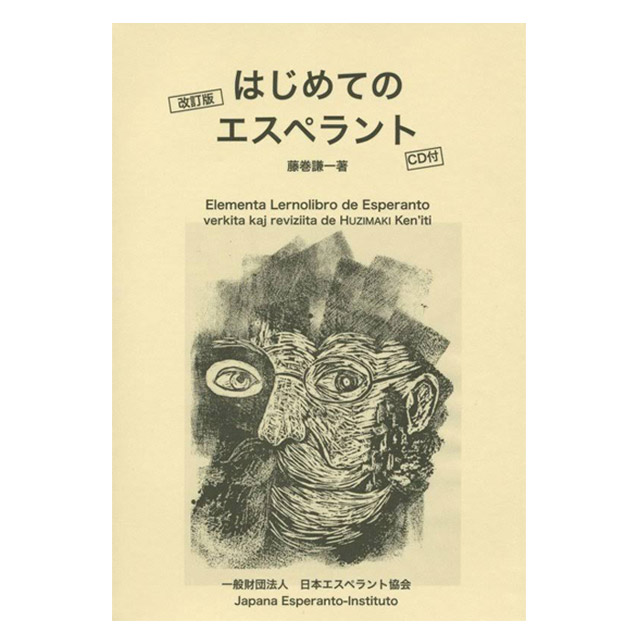 はじめての
改訂版
エスペラント
CD付
藤巻謙一著
Elementa Lernolibro de Esperanto
verkita kaj reviziita de HUZIMAKI Ken'iti
一般財団法人 日本エスペラント協会
Japana Esperanto-Instituto